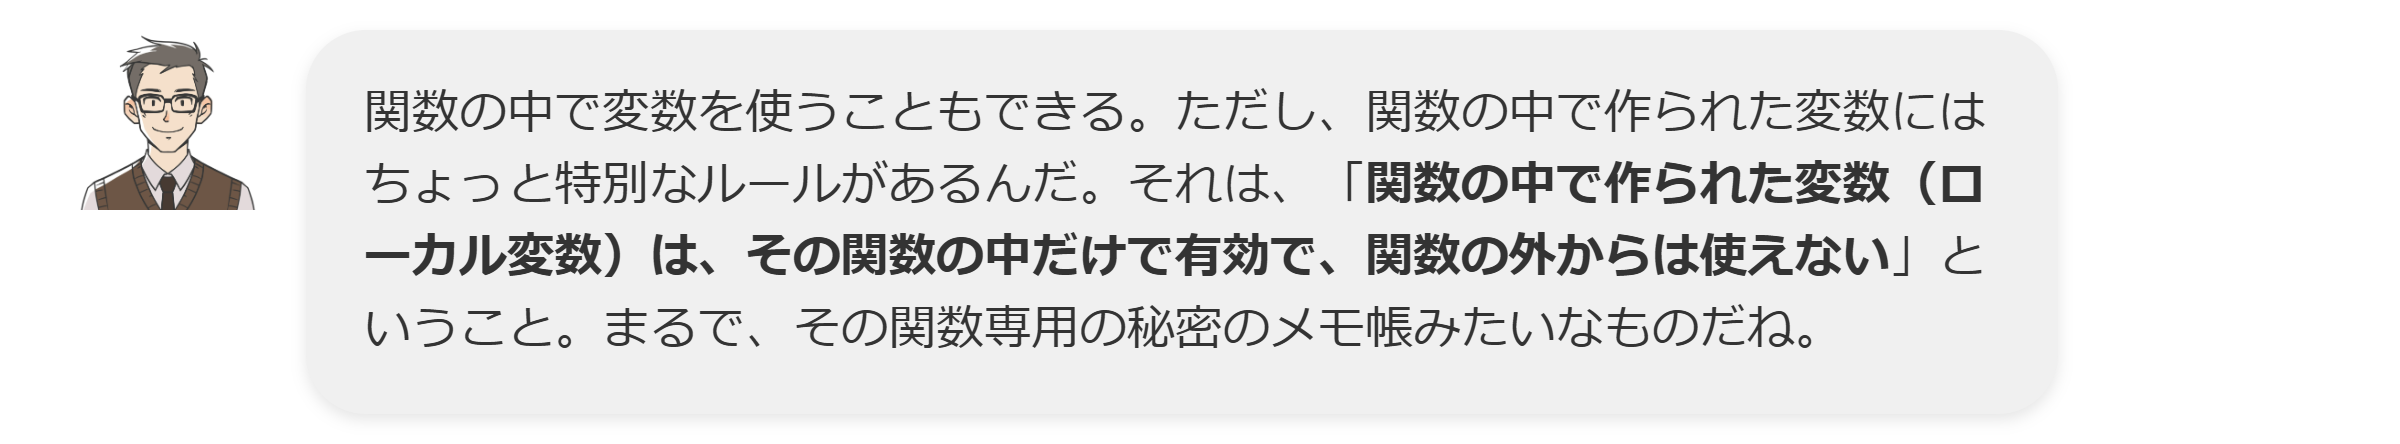 関数の中で変数を使うこともできる。ただし、関数の中で作られた変数には
ちょっと特別なルールがあるんだ。それは、「関数の中で作られた変数（ロ
ーカル変数）は、その関数の中だけで有効で、関数の外からは使えない」と
いうこと。まるで、その関数専用の秘密のメモ帳みたいなものだね。